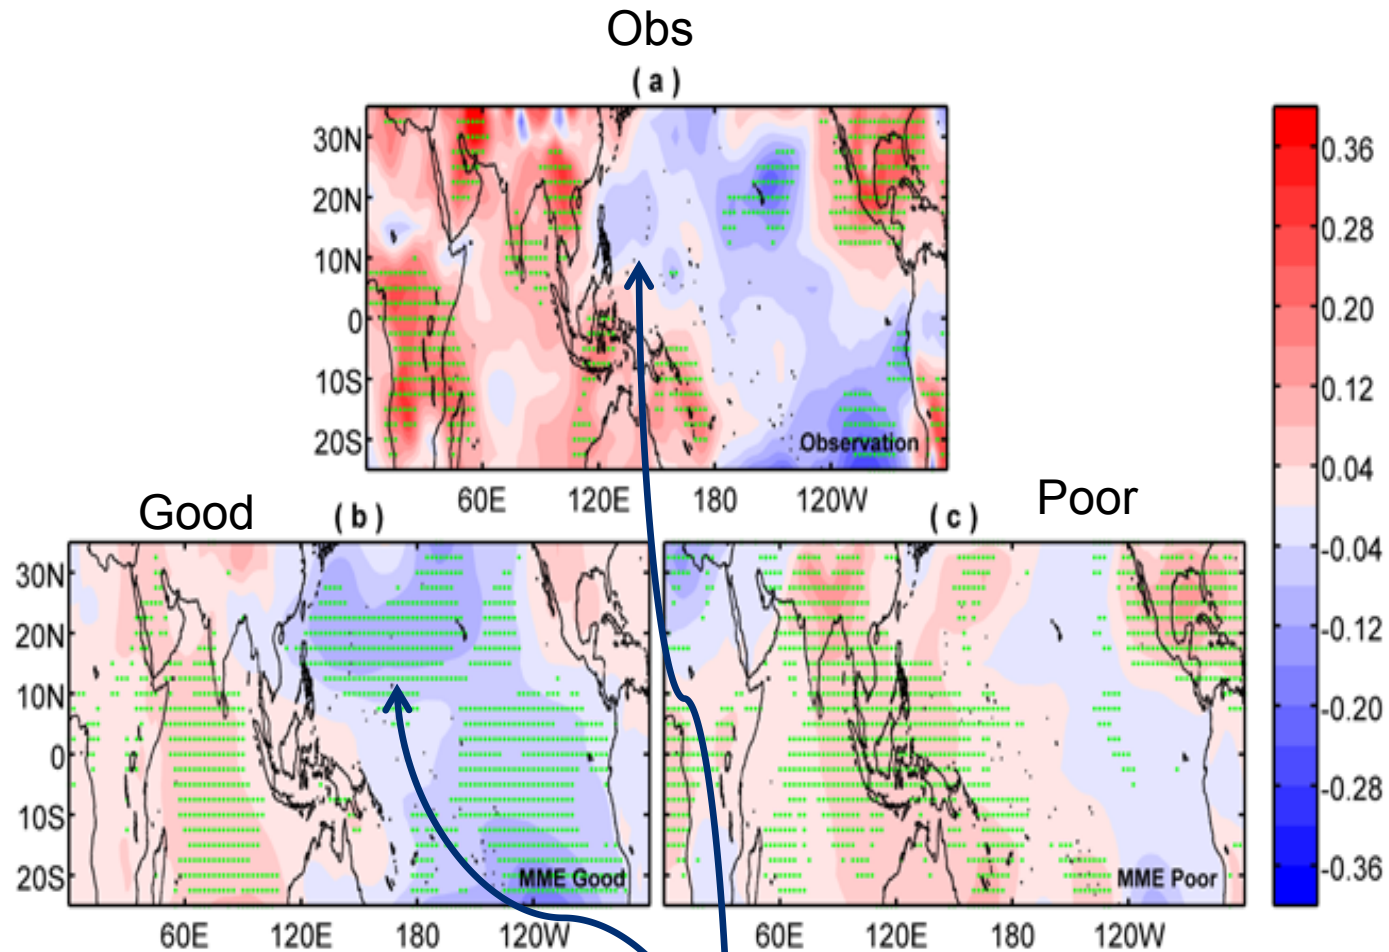 Obs
( a )
30N
20N
10N
0
10S
20S
Observation
60E 120E 180 120W
0.36
0.28
0.20
0.12
0.04
-0.04
-0.12
-0.20
-0.28
-0.36
Good
( b )
30N
20N
10N
0
10S
20S
MME Good
60E 120E 180 120W
( c )
Poor
MME Poor
60E 120E 180 120W